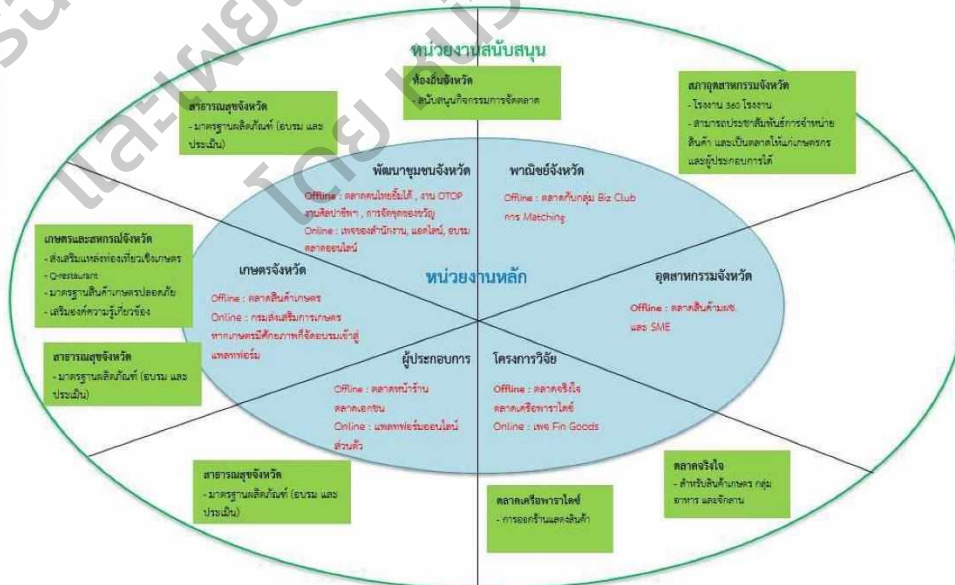 หน่วยงานสนับสนุน
ท้องถิ่นจังหวัด
- สนับสนุนกิจกรรมการจัดตลาด
สาธารณสุขจังหวัด
- มาตรฐานผลิตภัณฑ์ (อบรม และ
ประเมิน)
สภาอุตสาหกรรมจังหวัด
- โรงงาน 360 โรงงาน
- สามารถประชาสัมพันธ์การจำหน่าย
สินค้า และเป็นตลาดให้แก่เกษตรกร
และผู้ประกอบการได้
พัฒนาชุมชนจังหวัด
Offline : ตลาดคนไทยยิ้มได้ , งาน OTOP
งานศิลปาชีพฯ , การจัดชุดของขวัญ
Online : เพจของสำนักงาน, แอดไลน์, อบรม
ตลาดออนไลน์
พาณิชย์จังหวัด
Offline : ตลาดกับกลุ่ม Biz Club
การ Matching
เกษตรและสหกรณ์จังหวัด
- ส่งเสริมแหล่งท่องเที่ยวเชิงเกษตร
- Q-restaurant
- มาตรฐานสินค้าเกษตรปลอดภัย
- เสริมองค์ความรู้เกี่ยวข้อง
เกษตรจังหวัด
Offline : ตลาดสินค้าเกษตร
Online : กรมส่งเสริมการเกษตร
หากเกษตรมีศักยภาพก็จัดอบรมเข้าสู่
แพลทฟอร์ม
หน่วยงานหลัก
อุตสาหกรรมจังหวัด
Offline : ตลาดสินค้ามผช.
และ SME
สาธารณสุขจังหวัด
- มาตรฐานผลิตภัณฑ์ (อบรม และ
ประเมิน)
ผู้ประกอบการ
Offline : ตลาดหน้าร้าน
ตลาดเอกชน
Online : แพลทฟอร์มออนไลน์
ส่วนตัว
โครงการวิจัย
Offline : ตลาดจริงใจ
ตลาดเครือพาราไดซ์
Online : เพจ Fin Goods
สาธารณสุขจังหวัด
- มาตรฐานผลิตภัณฑ์ (อบรม และ
ประเมิน)
ตลาดเครือพาราไดซ์
- การออกร้านแสดงสินค้า
ตลาดจริงใจ
- สำหรับสินค้าเกษตร กลุ่ม
อาหาร และจักสาน